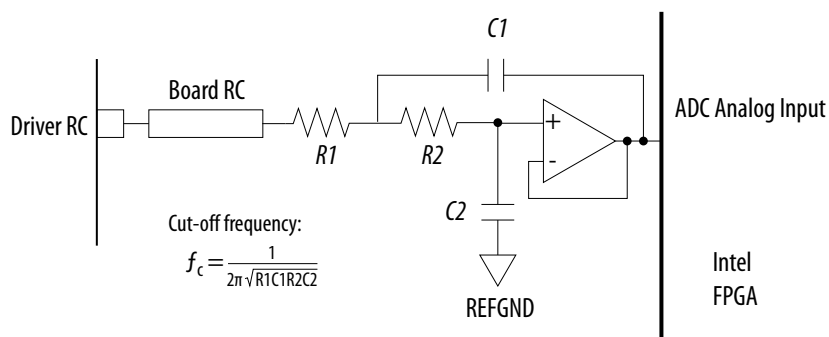 C1
Board RC
Driver RC
ADC Analog Input
+
R1
R2
-
C2
Cut-off frequency:
fc = 1 / 2π √R1C1R2C2
REFGND
Intel
FPGA